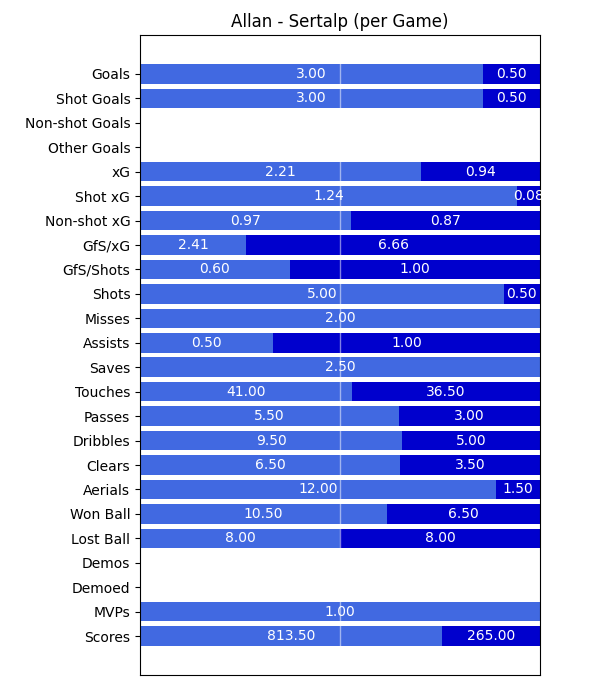 Allan - Sertalp (per Game)
Goals 3.00 0.50
Shot Goals 3.00 0.50
Non-shot Goals
Other Goals
xG 2.21 0.94
Shot xG 1.24 0.08
Non-shot xG 0.97 0.87
GfS/xG 2.41 6.66
GfS/Shots 0.60 1.00
Shots 5.00 0.50
Misses 2.00
Assists 0.50 1.00
Saves 2.50
Touches 41.00 36.50
Passes 5.50 3.00
Dribbles 9.50 5.00
Clears 6.50 3.50
Aerials 12.00 1.50
Won Ball 10.50 6.50
Lost Ball 8.00 8.00
Demos
Demoed
MVPs 1.00
Scores 813.50 265.00